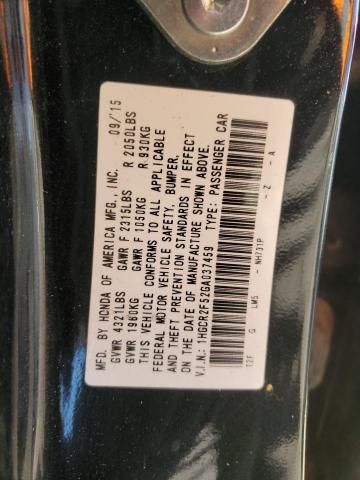 MFD. BY HONDA OF AMERICA MFG., INC. 09/'15
GVWR 4321LBS GAWR F 2315LBS R 2050LBS
GVWR 1960KG GAWR F 1050KG R 930KG
THIS VEHICLE CONFORMS TO ALL APPLICABLE
FEDERAL MOTOR VEHICLE SAFETY, BUMPER,
AND THEFT PREVENTION STANDARDS IN EFFECT
ON THE DATE OF MANUFACTURE SHOWN ABOVE.
V.I.N.: 1HGCR2F52GA037459 TYPE: PASSENGER CAR
T2F G LW5 - NH731P - Z - A